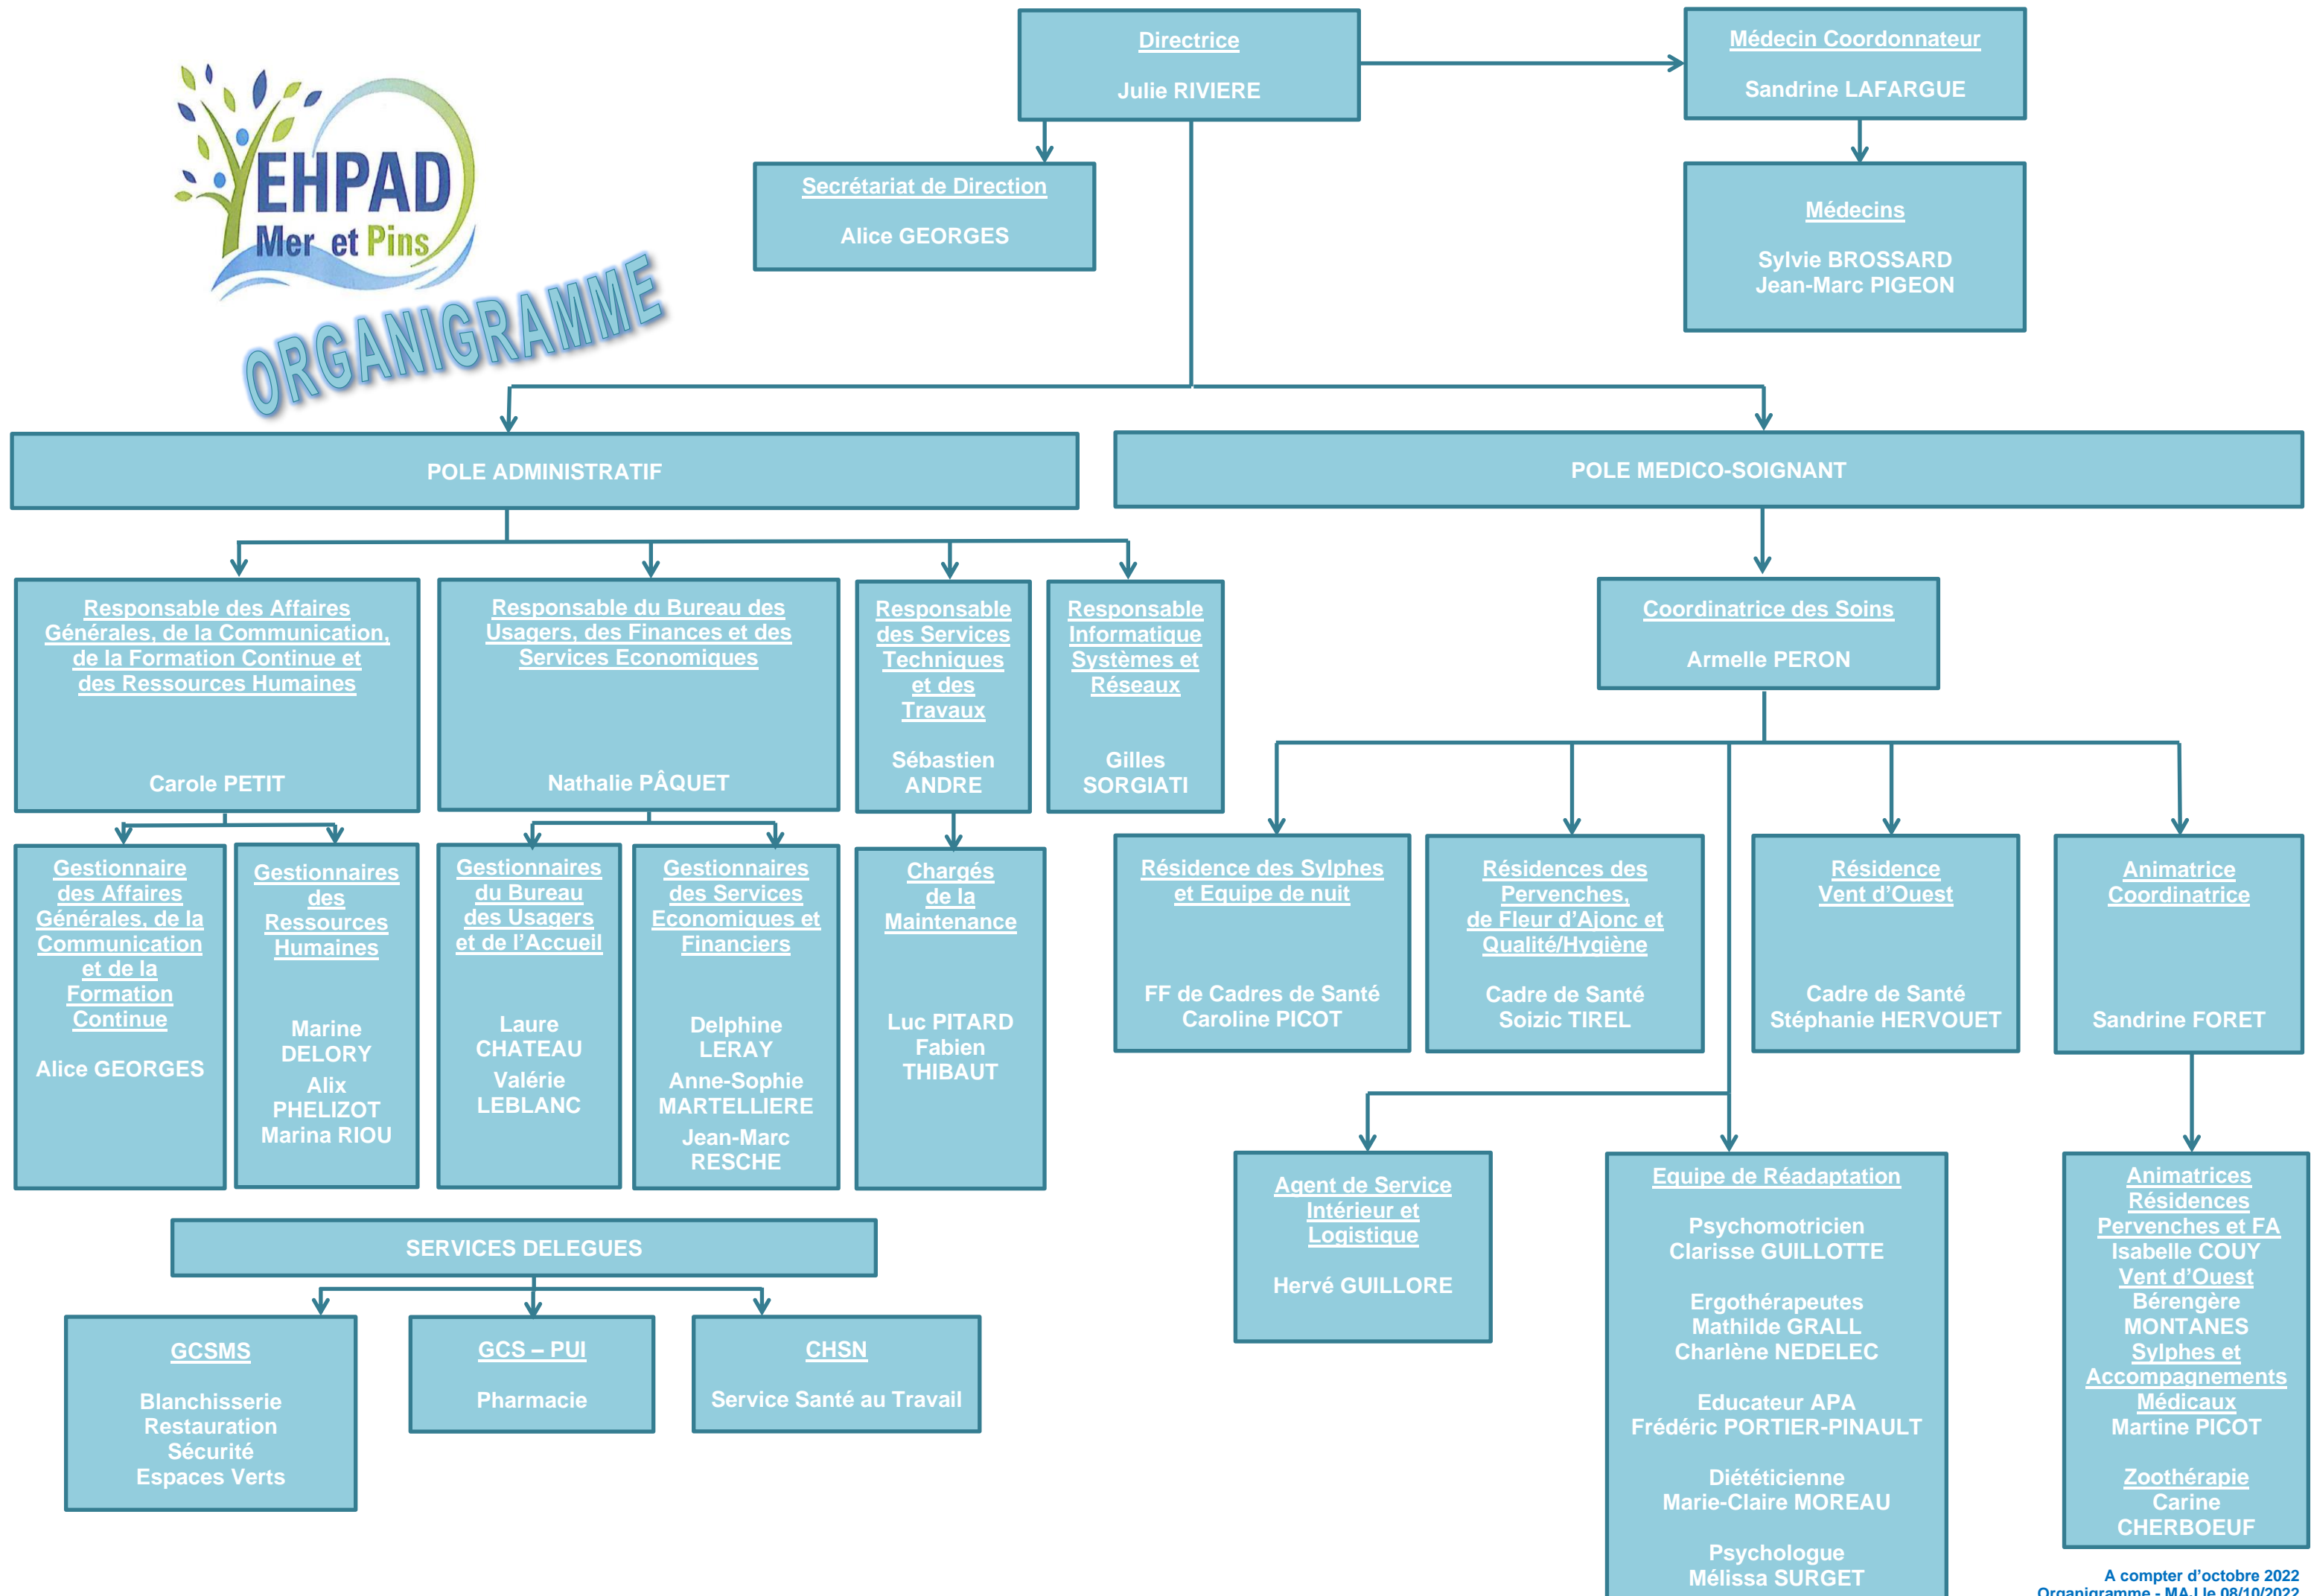 EHPAD
Mer et Pins
ORGANIGRAMME
Directrice
Julie RIVIERE
Médecin Coordonnateur
Sandrine LAFARGUE
Secrétariat de Direction
Alice GEORGES
Médecins
Sylvie BROSSARD
Jean-Marc PIGEON
POLE ADMINISTRATIF
POLE MEDICO-SOIGNANT
Responsable des Affaires
Générales, de la Communication,
de la Formation Continue et
des Ressources Humaines
Carole PETIT
Responsable du Bureau des
Usagers, des Finances et des
Services Economiques
Nathalie PÂQUET
Responsable
des Services
Techniques
et des
Travaux
Sébastien
ANDRE
Responsable
Informatique
Systèmes et
Réseaux
Gilles
SORGIATI
Coordinatrice des Soins
Armelle PERON
Gestionnaire
des Affaires
Générales, de la
Communication
et de la
Formation
Continue
Alice GEORGES
Gestionnaires
des
Ressources
Humaines
Marine
DELORY
Alix
PHELIZOT
Marina RIOU
Gestionnaires
du Bureau
des Usagers
et de l’Accueil
Laure
CHATEAU
Valérie
LEBLANC
Gestionnaires
des Services
Economiques et
Financiers
Delphine
LERAY
Anne-Sophie
MARTELLIERE
Jean-Marc
RESCHE
Chargés
de la
Maintenance
Luc PITARD
Fabien
THIBAUT
Résidence des Sylphes
et Equipe de nuit
FF de Cadres de Santé
Caroline PICOT
Résidences des
Pervenches,
de Fleur d’Ajonc et
Qualité/Hygiène
Cadre de Santé
Soizic TIREL
Résidence
Vent d’Ouest
Cadre de Santé
Stéphanie HERVOUET
Animatrice
Coordinatrice
Sandrine FORET
Agent de Service
Intérieur et
Logistique
Hervé GUILLORE
Equipe de Réadaptation
Psychomotricien
Clarisse GUILLOTTE
Ergothérapeutes
Mathilde GRALL
Charlène NEDELEC
Educateur APA
Frédéric PORTIER-PINAULT
Diététicienne
Marie-Claire MOREAU
Psychologue
Mélissa SURGET
Animatrices
Résidences
Pervenches et FA
Isabelle COUY
Vent d’Ouest
Bérengère
MONTANES
Sylphes et
Accompagnements
Médicaux
Martine PICOT
Zoothérapie
Carine
CHERBOEUF
SERVICES DELEGUES
GCSMS
Blanchisserie
Restauration
Sécurité
Espaces Verts
GCS – PUI
Pharmacie
CHSN
Service Santé au Travail
A compter d’octobre 2022
Organigramme - MAJ le 08/10/2022